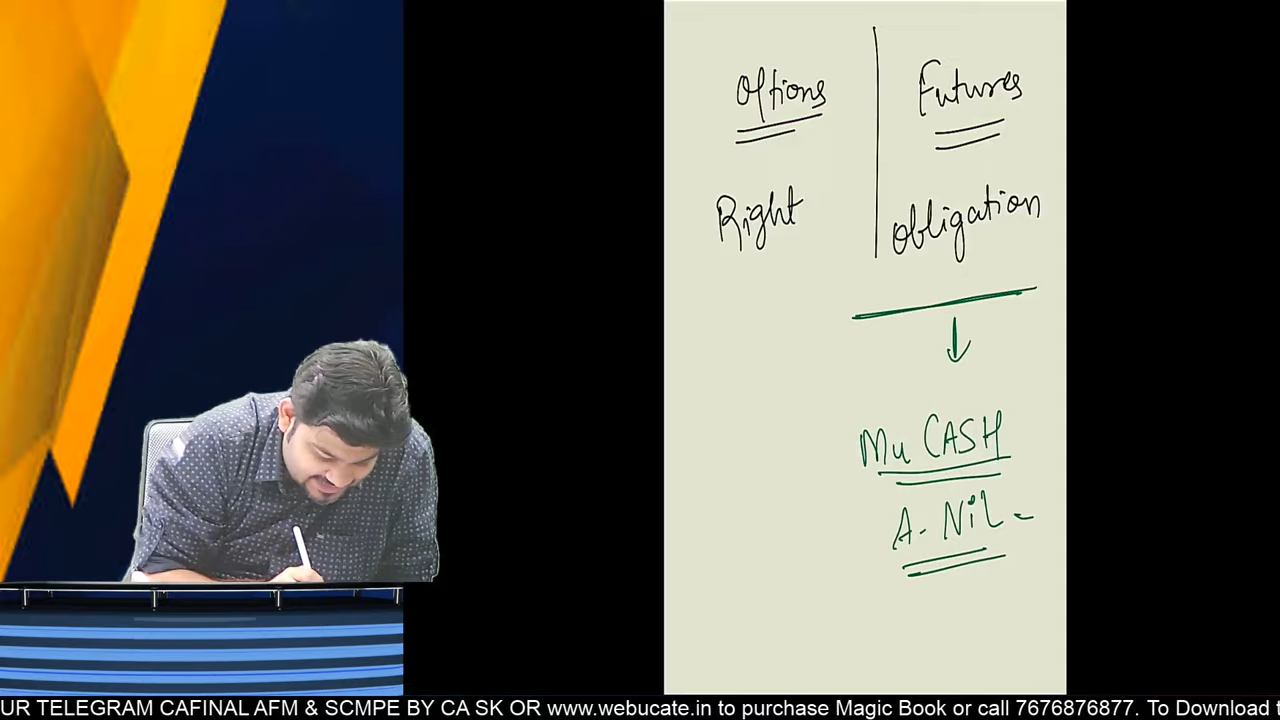 Options
Futures
Right
Obligation
Mu CASH
A - Nil -
UR TELEGRAM CAFINAL AFM & SCMPE BY CA SK OR www.webucate.in to purchase Magic Book or call 7676876877. To Download t